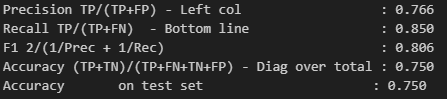 Precision TP/(TP+FP) - Left col : 0.766
Recall TP/(TP+FN) - Bottom line : 0.850
F1 2/(1/Prec + 1/Rec) : 0.806
Accuracy (TP+TN)/(TP+FN+TN+FP) - Diag over total : 0.750
Accuracy on test set : 0.750